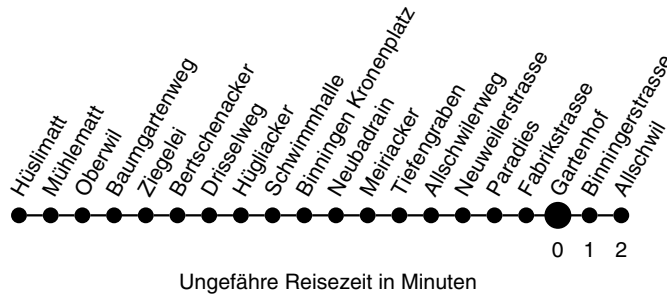 Hüslimatt
Mühlematt
Oberwil
Baumgartenweg
Ziegelei
Bertschenacker
Drisselweg
Hügliacker
Schwimmhalle
Binningen Kronenplatz
Neubadrain
Meiriacker
Tiefengraben
Allschwilerweg
Neuweilerstrasse
Paradies
Fabrikstrasse
Gartenhof
Binningerstrasse
Allschwil
0 1 2
Ungefähre Reisezeit in Minuten